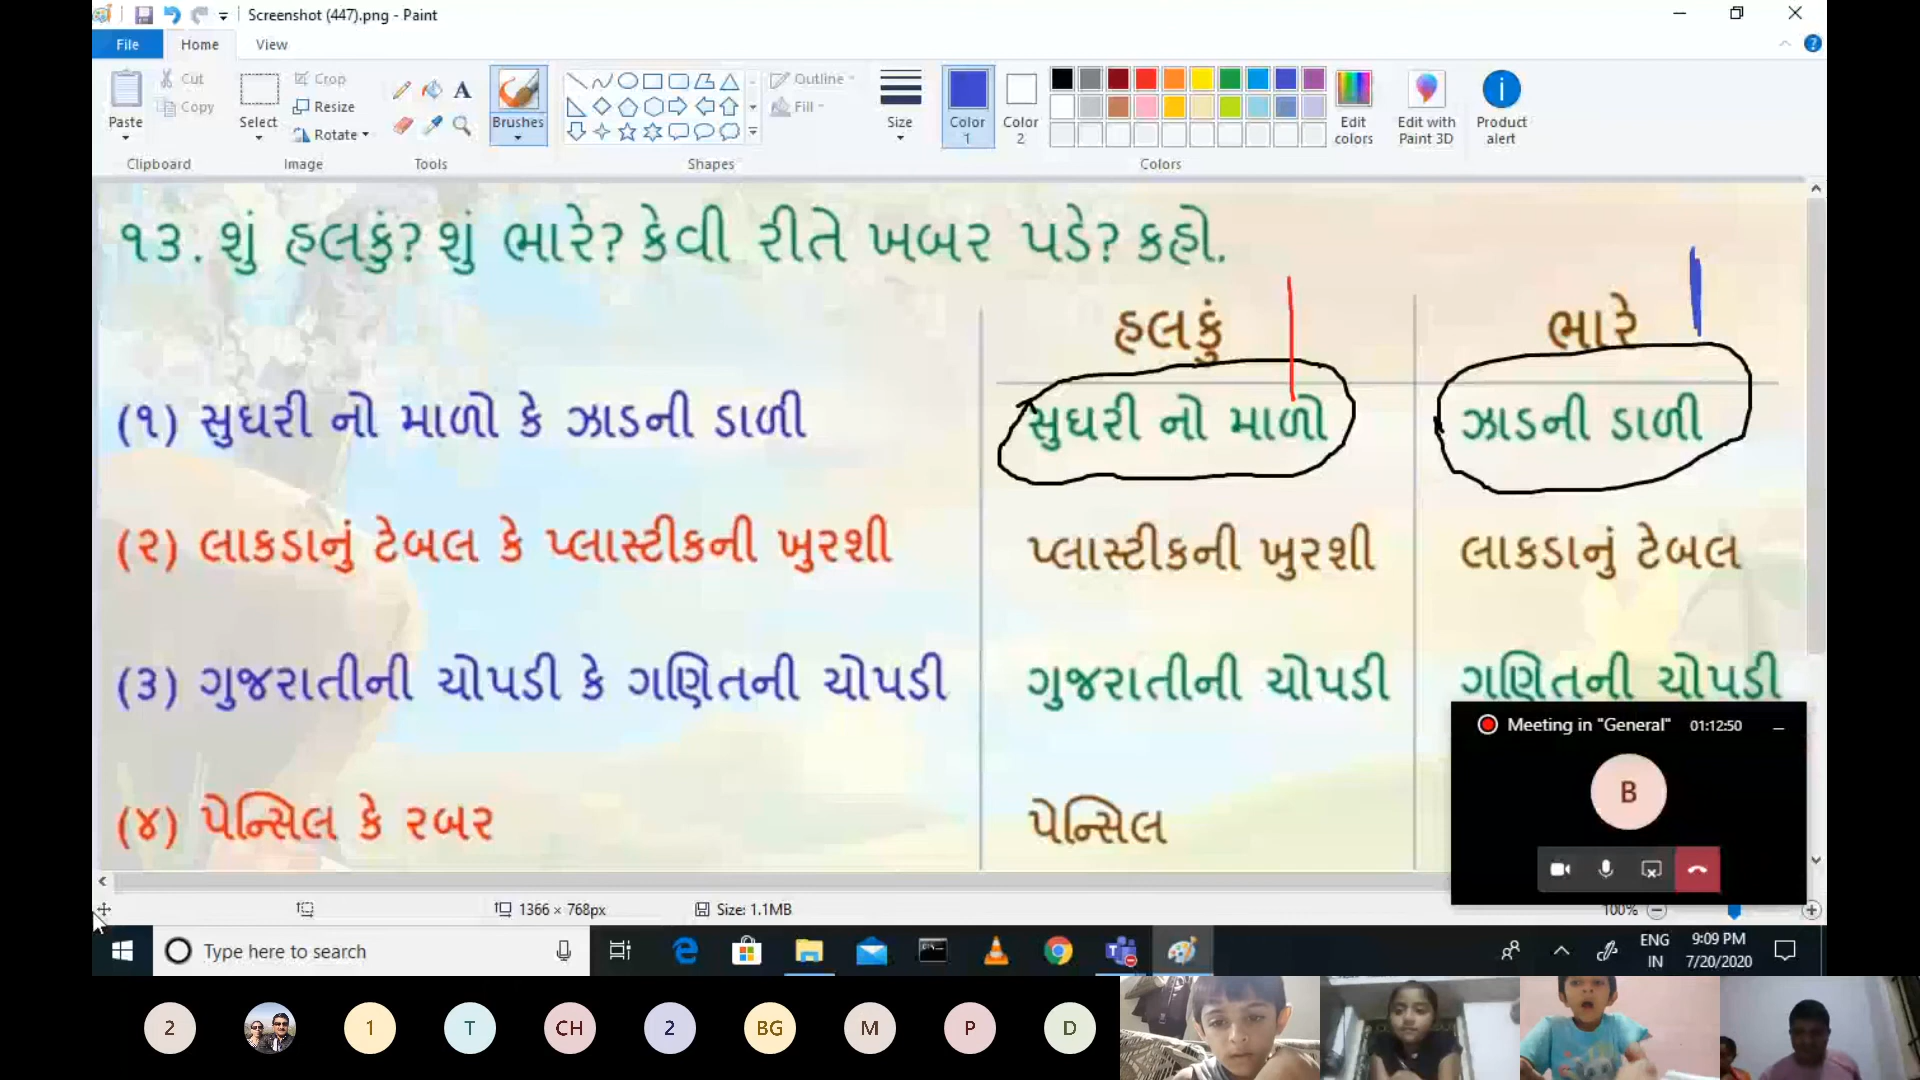 Screenshot (447).png - Paint
File Home View
Paste Cut Copy Select Crop Resize Rotate A Brushes Outline Fill Size Color 1 Color 2 Edit colors Edit with Paint 3D Product alert
Clipboard Image Tools Shapes Colors
૧૩. શું હલકું? શું ભારે? કેવી રીતે ખબર પડે? કહો.
હલકું ભારે
(૧) સુઘરી નો માળો કે ઝાડની ડાળી સુઘરી નો માળો ઝાડની ડાળી
(૨) લાકડાનું ટેબલ કે પ્લાસ્ટીકની ખુરશી પ્લાસ્ટીકની ખુરશી લાકડાનું ટેબલ
(૩) ગુજરાતીની ચોપડી કે ગણિતની ચોપડી ગુજરાતીની ચોપડી ગણિતની ચોપડી
(૪) પેન્સિલ કે રબર પેન્સિલ
Meeting in "General" 01:12:50
B
1366 × 768px Size: 1.1MB 100%
Type here to search ENG IN 9:09 PM 7/20/2020
2 1 T CH 2 BG M P D